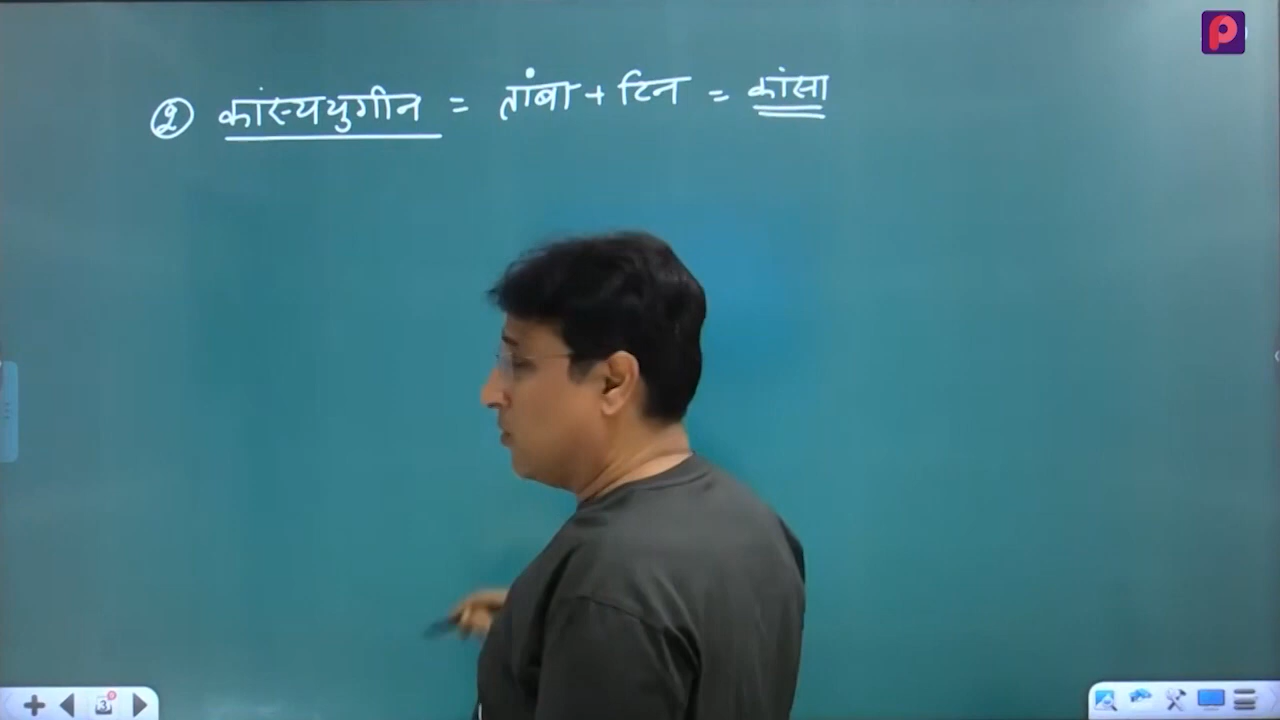 ② कांस्ययुगीन = तांबा + टिन = कांसा